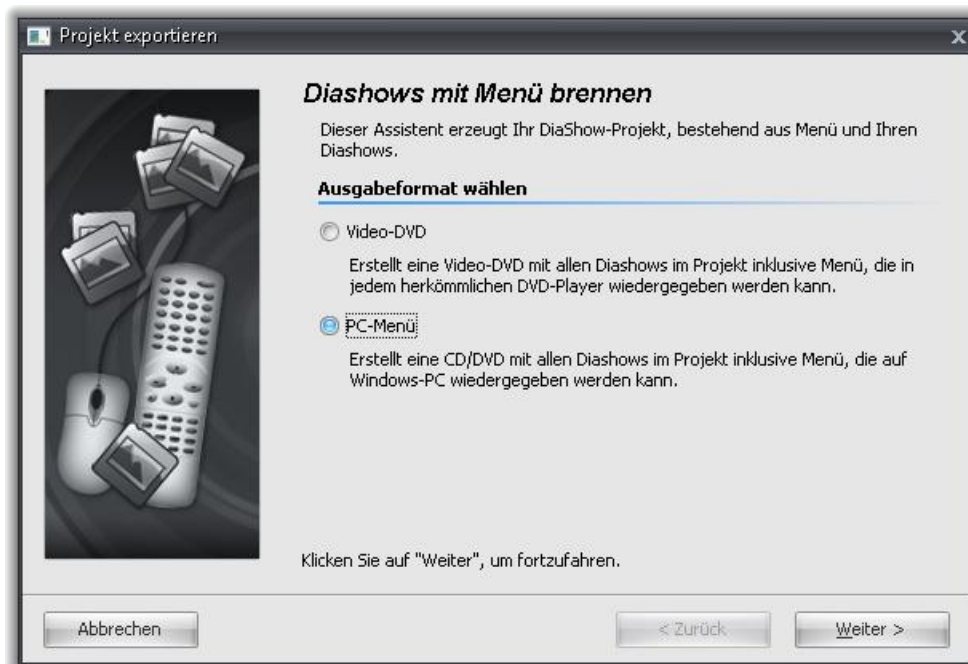 Projekt exportieren
Diashows mit Menü brennen
Dieser Assistent erzeugt Ihr DiaShow-Projekt, bestehend aus Menü und Ihren
Diashows.
Ausgabeformat wählen
Video-DVD
Erstellt eine Video-DVD mit allen Diashows im Projekt inklusive Menü, die in
jedem herkömmlichen DVD-Player wiedergegeben werden kann.
PC-Menü
Erstellt eine CD/DVD mit allen Diashows im Projekt inklusive Menü, die auf
Windows-PC wiedergegeben werden kann.
Klicken Sie auf "Weiter", um fortzufahren.
Abbrechen
< Zurück
Weiter >